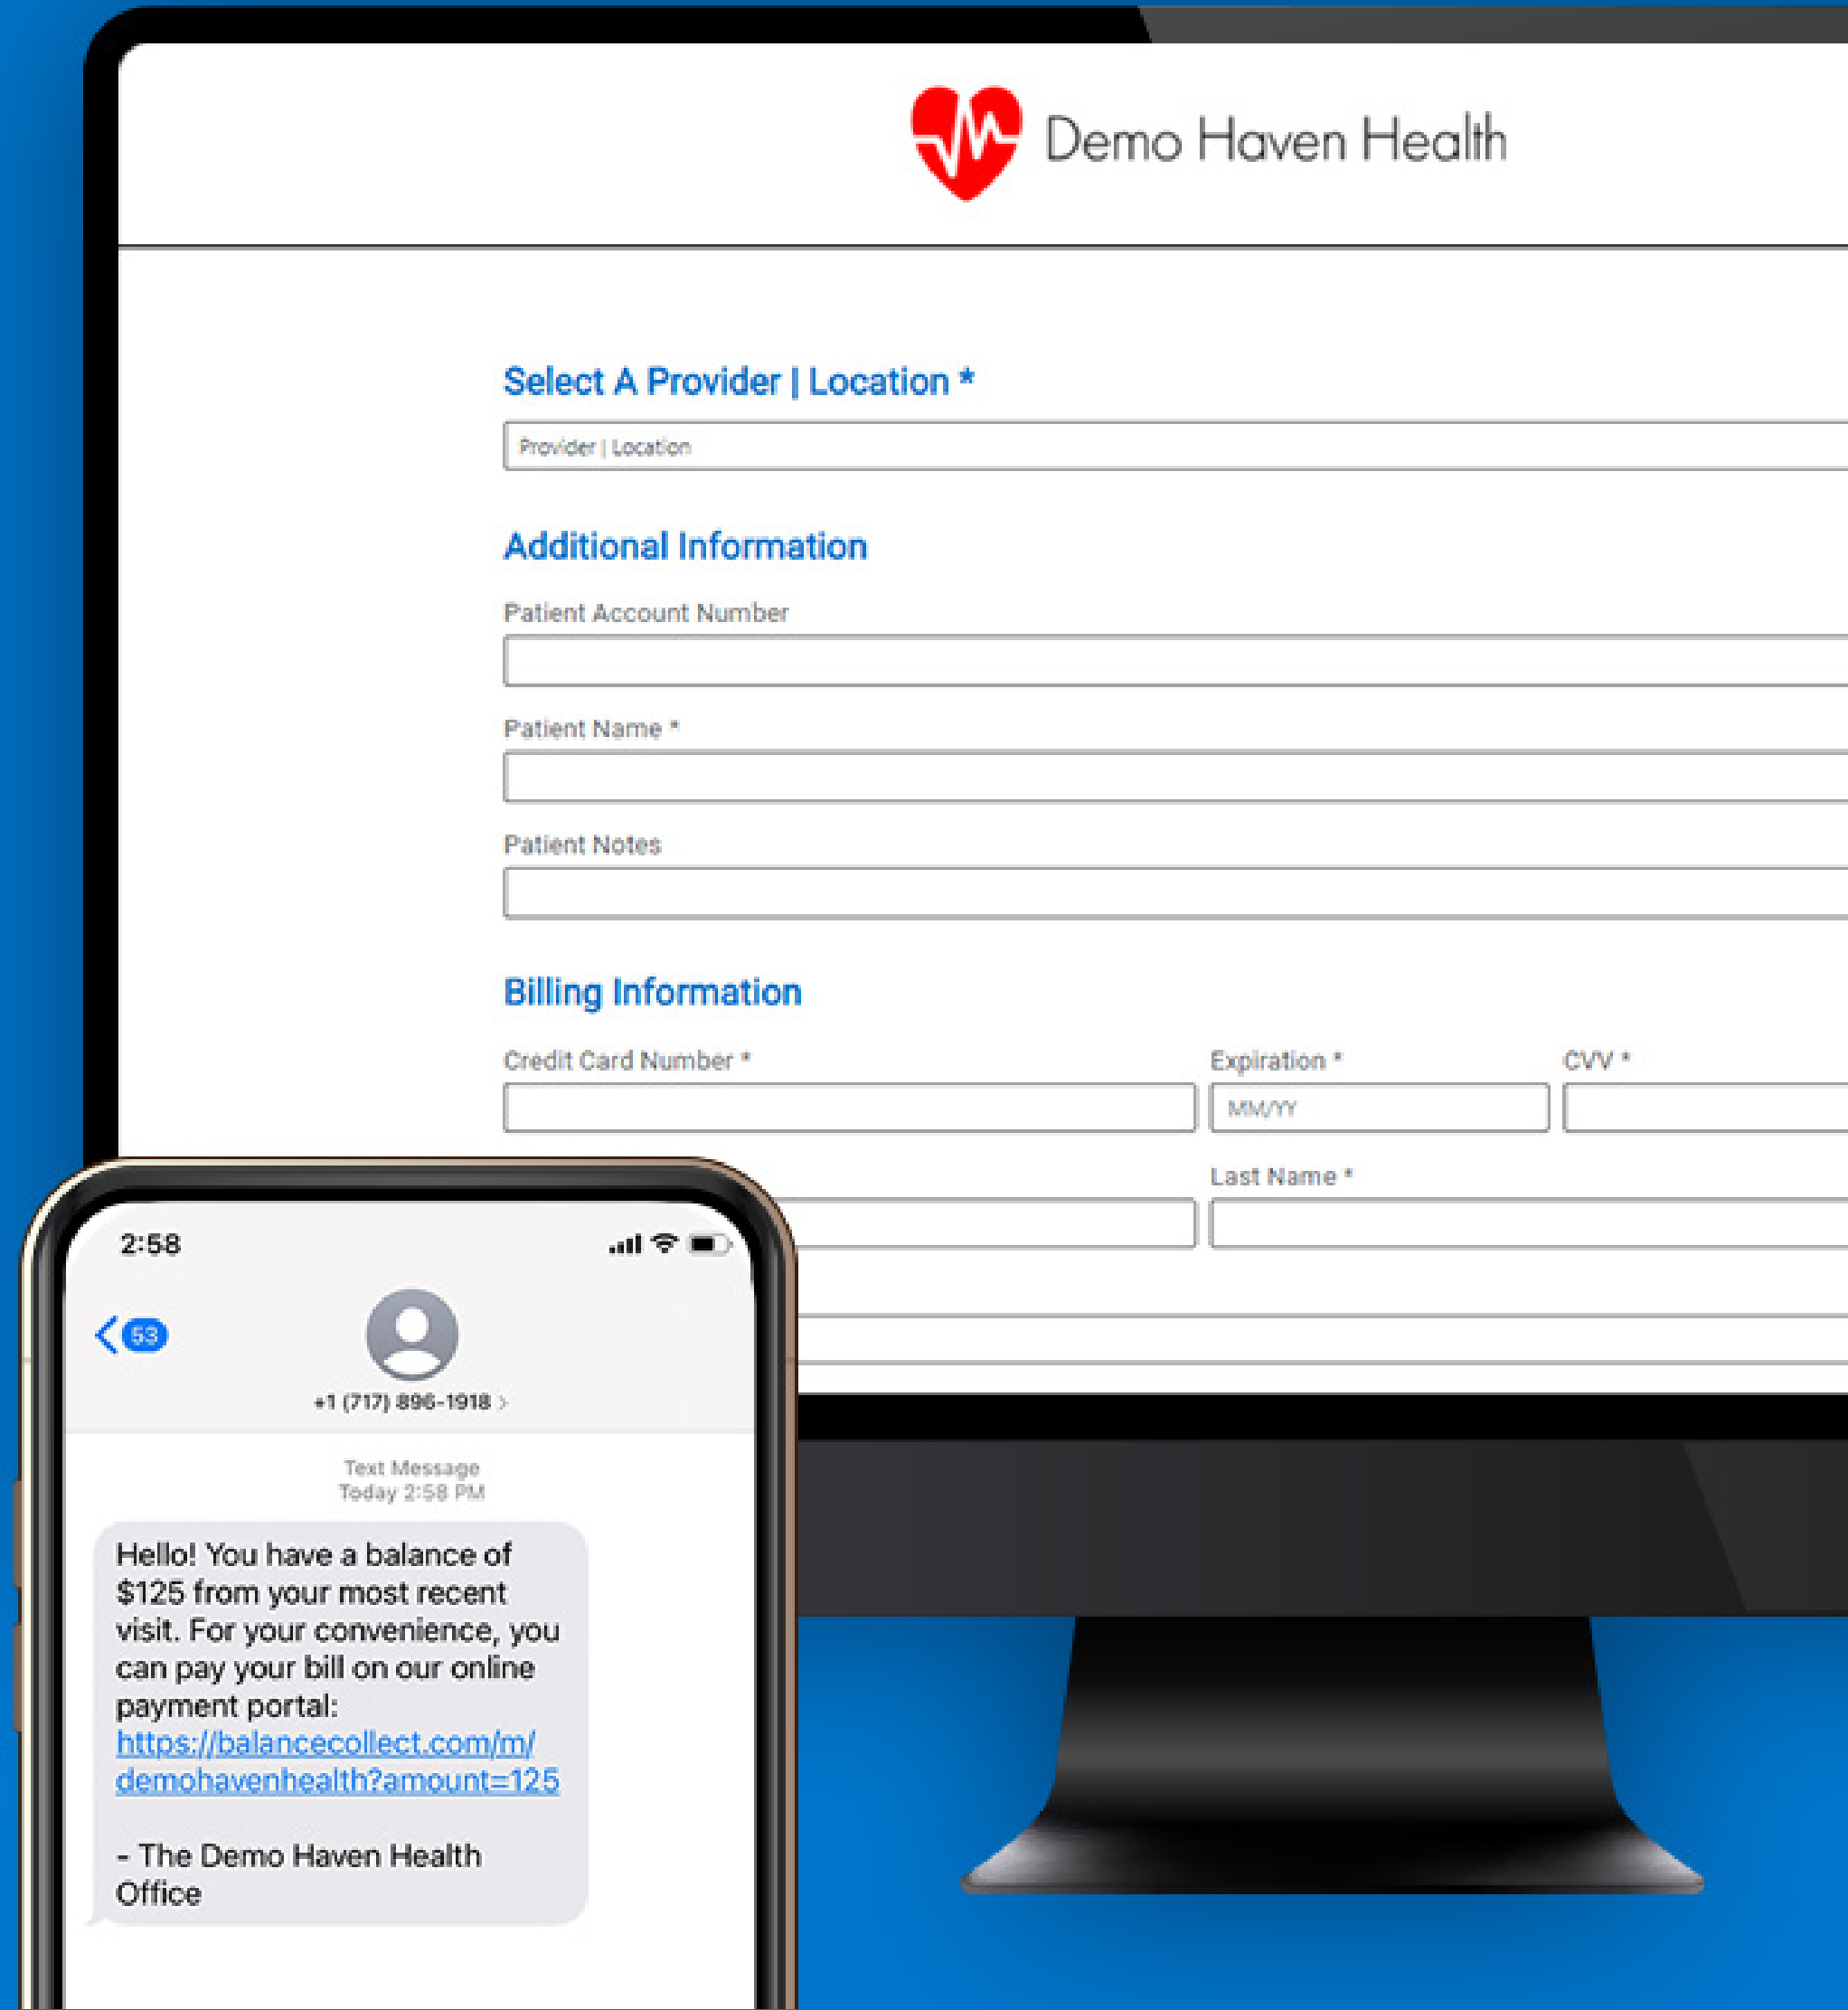 Demo Haven Health
Select A Provider | Location *
Provider | Location
Additional Information
Patient Account Number
Patient Name *
Patient Notes
Billing Information
Credit Card Number *
Expiration *
CVV *
MM/YY
Last Name *
2:58
53
+1 (717) 896-1918 >
Text Message
Today 2:58 PM
Hello! You have a balance of
$125 from your most recent
visit. For your convenience, you
can pay your bill on our online
payment portal:
https://balancecollect.com/m/
demohavenhealth?amount=125
- The Demo Haven Health
Office